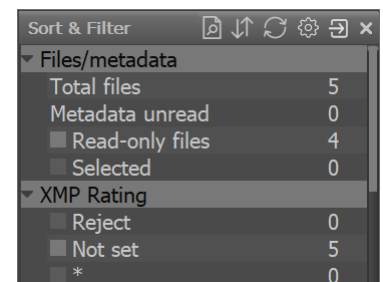 Sort & Filter
Files/metadata
Total files 5
Metadata unread 0
Read-only files 4
Selected 0
XMP Rating
Reject 0
Not set 5
* 0